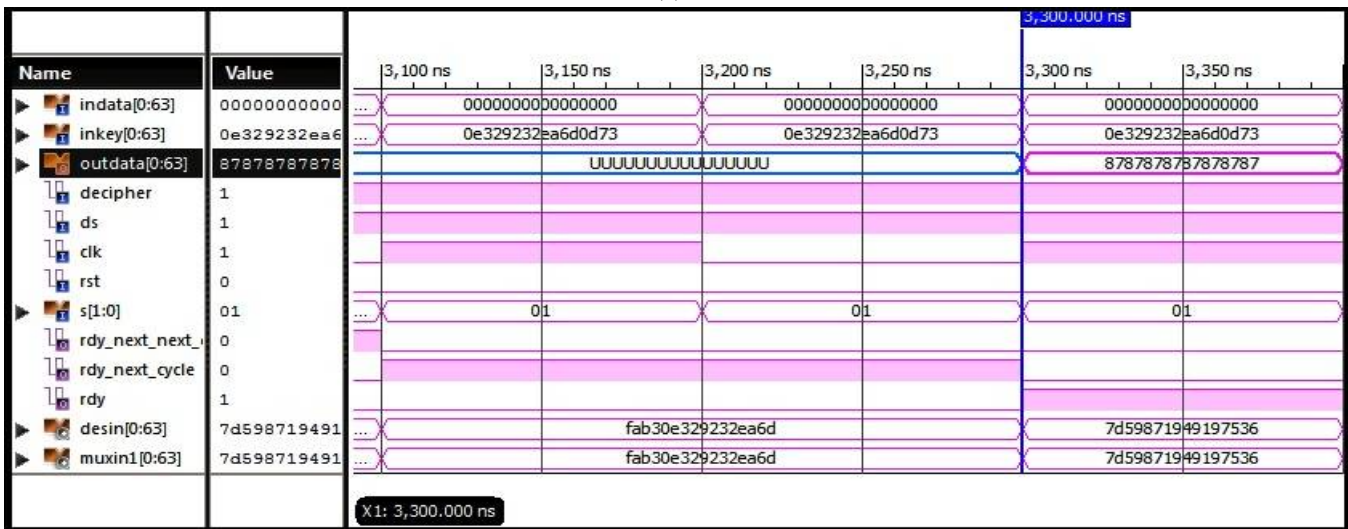 3,300.000 ns
Name Value 3,100 ns 3,150 ns 3,200 ns 3,250 ns 3,300 ns 3,350 ns
indata[0:63] 00000000000 ... 0000000000000000 0000000000000000 0000000000000000
inkey[0:63] 0e329232ea6 ... 0e329232ea6d0d73 0e329232ea6d0d73 0e329232ea6d0d73
outdata[0:63] 87878787878 UUUUUUUUUUUUUUUU 8787878787878787
decipher 1
ds 1
clk 1
rst 0
s[1:0] 01 ... 01 01 01
rdy_next_next_ 0
rdy_next_cycle 0
rdy 1
desin[0:63] 7d598719491 ... fab30e329232ea6d 7d59871949197536
muxin1[0:63] 7d598719491 ... fab30e329232ea6d 7d59871949197536
X1: 3,300.000 ns